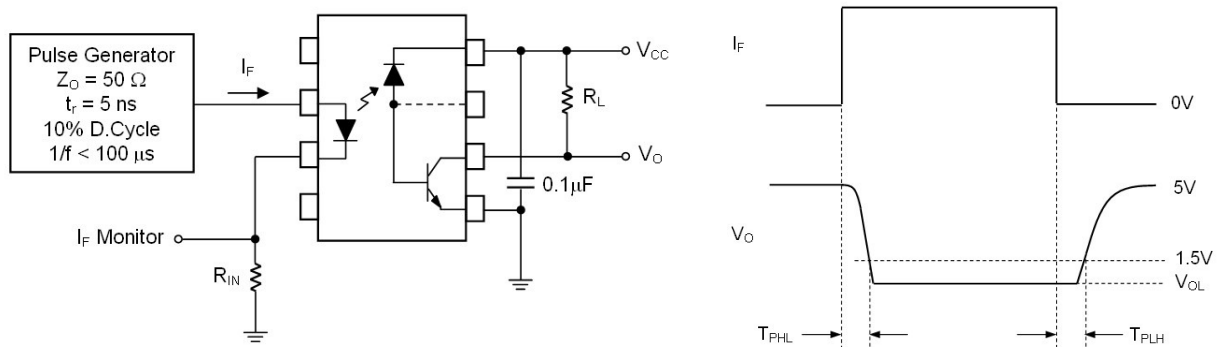 Pulse Generator
Z_O = 50 Ω
t_r = 5 ns
10% D.Cycle
1/f < 100 μs
I_F
I_F Monitor
R_IN
V_CC
R_L
V_O
0.1μF
I_F
0V
5V
V_O
1.5V
V_OL
T_PHL
T_PLH